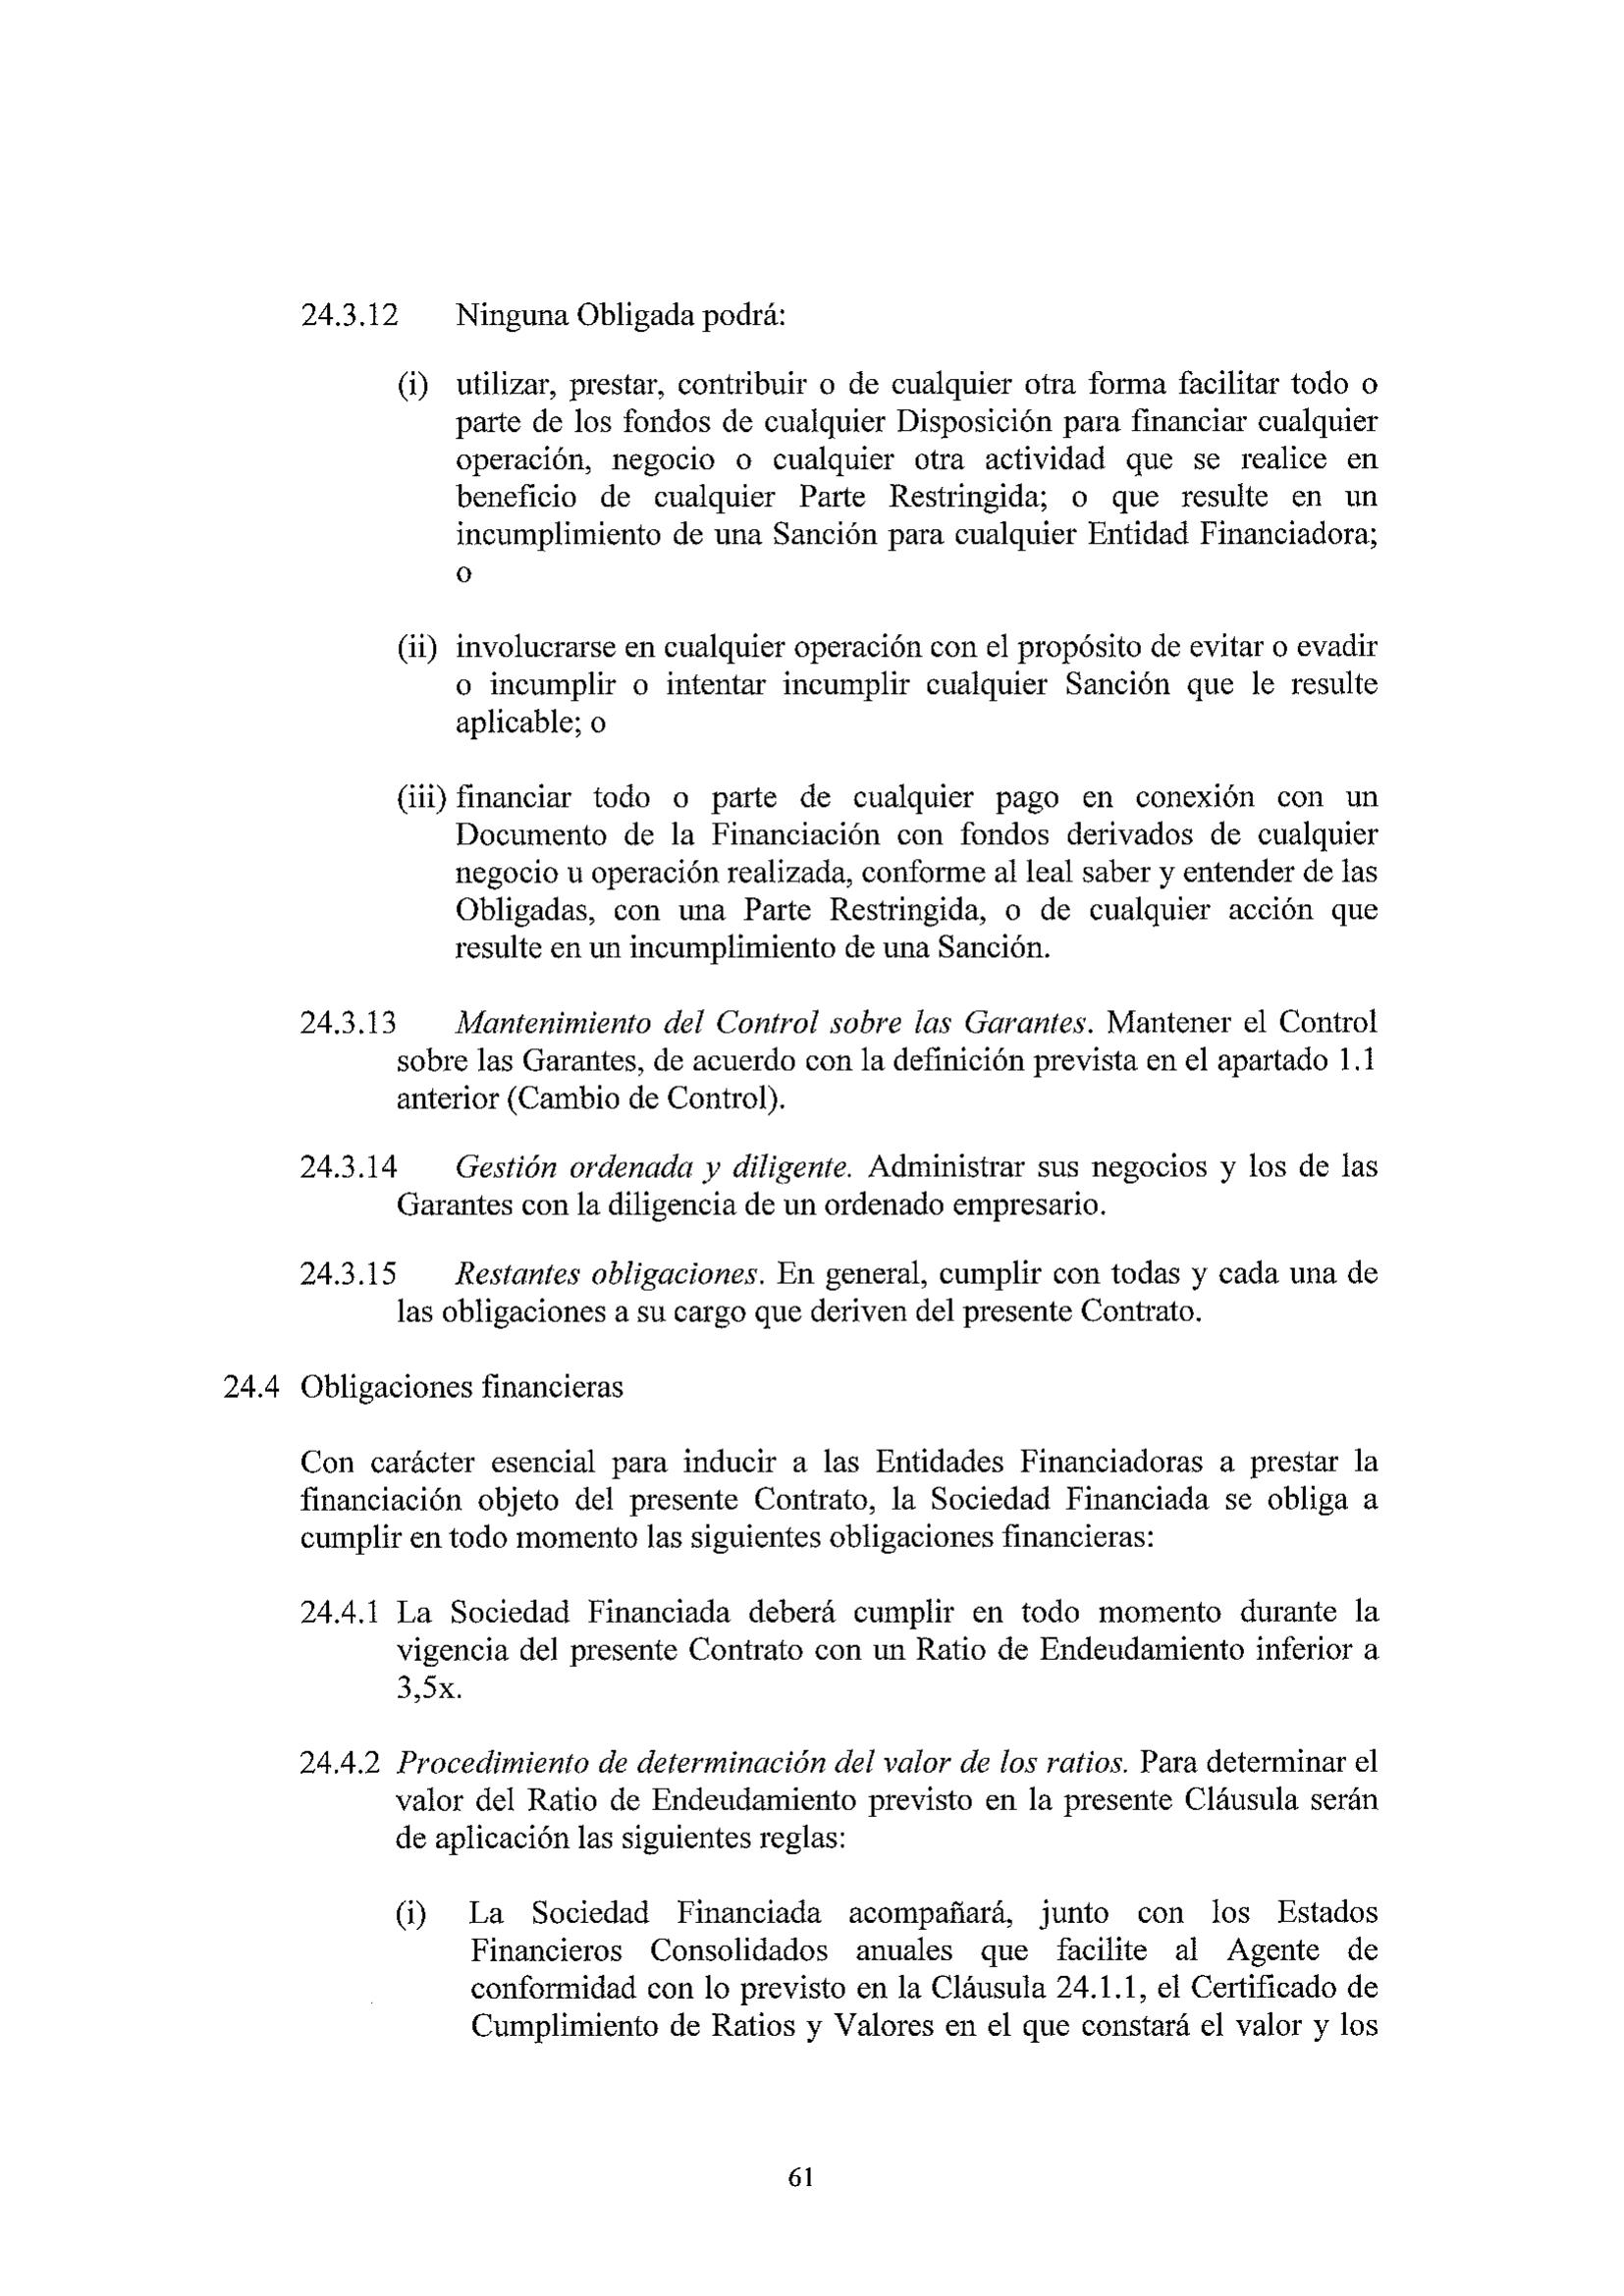 24.3.12 Ninguna Obligada podrá:
(i) utilizar, prestar, contribuir o de cualquier otra forma facilitar todo o
parte de los fondos de cualquier Disposición para financiar cualquier
operación, negocio o cualquier otra actividad que se realice en
beneficio de cualquier Parte Restringida; o que resulte en un
incumplimiento de una Sanción para cualquier Entidad Financiadora;
o
(ii) involucrarse en cualquier operación con el propósito de evitar o evadir
o incumplir o intentar incumplir cualquier Sanción que le resulte
aplicable; o
(iii) financiar todo o parte de cualquier pago en conexión con un
Documento de la Financiación con fondos derivados de cualquier
negocio u operación realizada, conforme al leal saber y entender de las
Obligadas, con una Parte Restringida, o de cualquier acción que
resulte en un incumplimiento de una Sanción.
24.3.13 Mantenimiento del Control sobre las Garantes. Mantener el Control
sobre las Garantes, de acuerdo con la definición prevista en el apartado 1.1
anterior (Cambio de Control).
24.3.14 Gestión ordenada y diligente. Administrar sus negocios y los de las
Garantes con la diligencia de un ordenado empresario.
24.3.15 Restantes obligaciones. En general, cumplir con todas y cada una de
las obligaciones a su cargo que deriven del presente Contrato.
24.4 Obligaciones financieras
Con carácter esencial para inducir a las Entidades Financiadoras a prestar la
financiación objeto del presente Contrato, la Sociedad Financiada se obliga a
cumplir en todo momento las siguientes obligaciones financieras:
24.4.1 La Sociedad Financiada deberá cumplir en todo momento durante la
vigencia del presente Contrato con un Ratio de Endeudamiento inferior a
3,5x.
24.4.2 Procedimiento de determinación del valor de los ratios. Para determinar el
valor del Ratio de Endeudamiento previsto en la presente Cláusula serán
de aplicación las siguientes reglas:
(i) La Sociedad Financiada acompañará, junto con los Estados
Financieros Consolidados anuales que facilite al Agente de
conformidad con lo previsto en la Cláusula 24.1.1, el Certificado de
Cumplimiento de Ratios y Valores en el que constará el valor y los
61